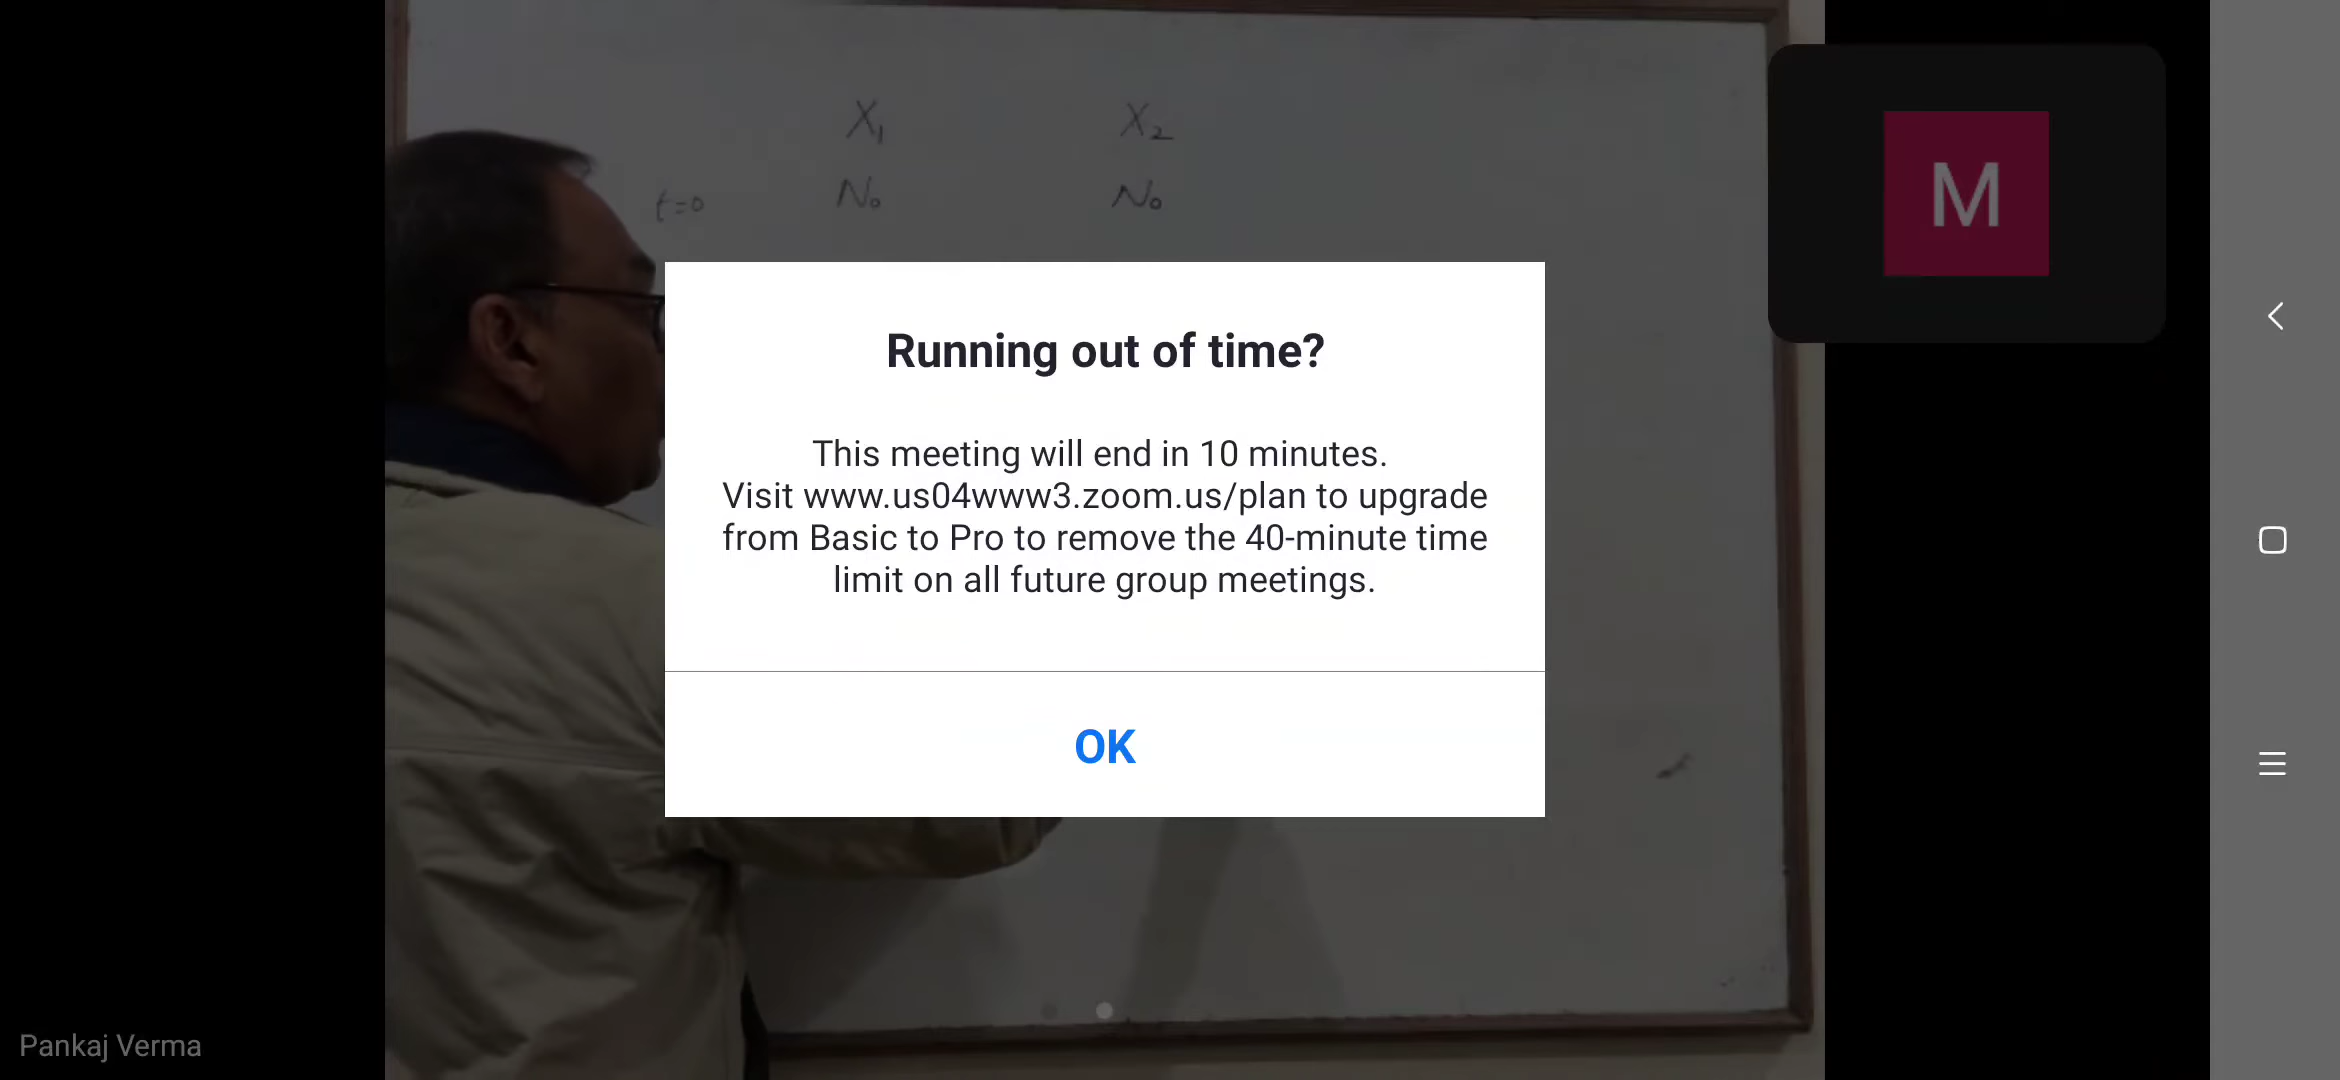 X₁ X₂
t=0 N₀ N₀
M
Running out of time?
This meeting will end in 10 minutes.
Visit www.us04www3.zoom.us/plan to upgrade
from Basic to Pro to remove the 40-minute time
limit on all future group meetings.
OK
Pankaj Verma